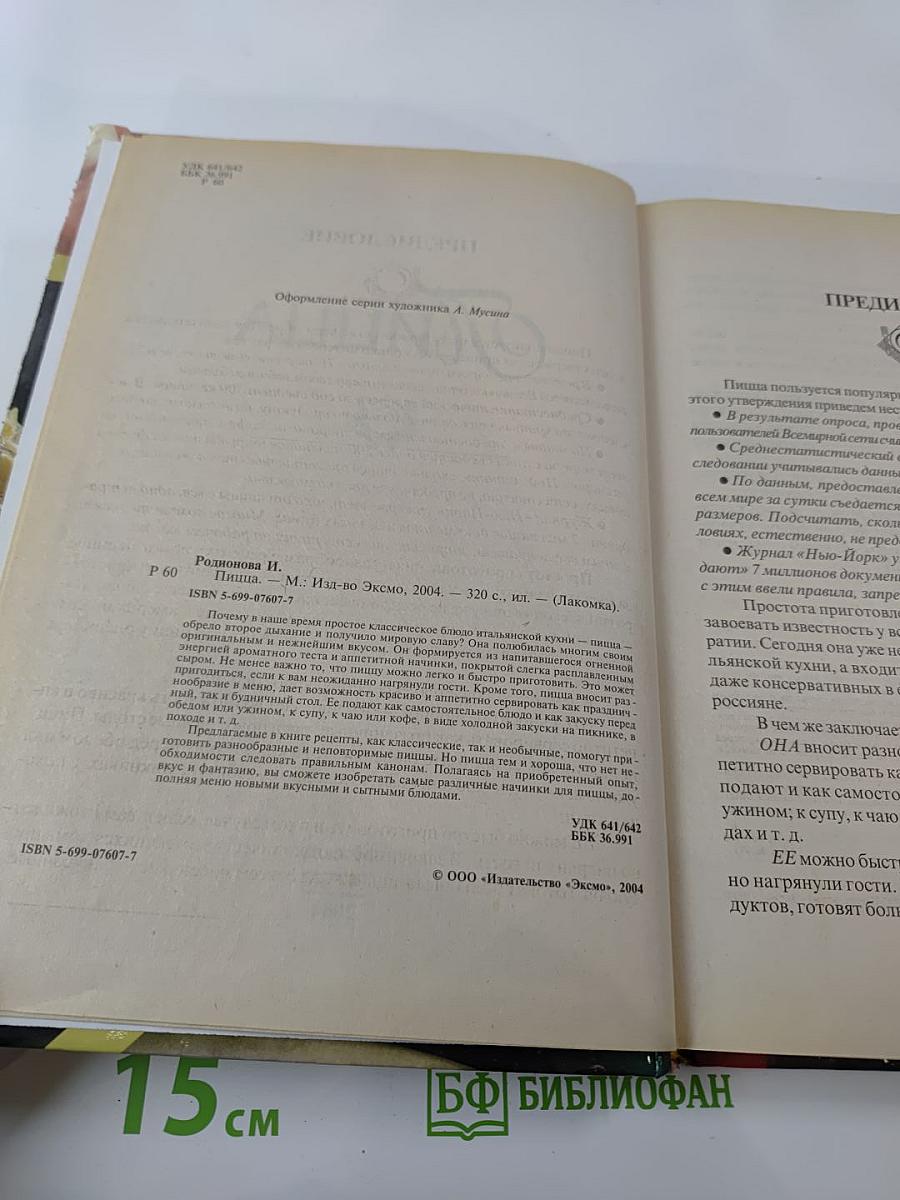 УДК 641/642
ББК 36.991
Р 60
Оформление серии художника А. Мусина
Родионова И.
Р 60
Пицца. — М.: Изд-во Эксмо, 2004. — 320 с., ил. — (Лакомка).
ISBN 5-699-07607-7
Почему в наше время простое классическое блюдо итальянской кухни — пицца —
обрело второе дыхание и получило мировую славу? Она полюбилась многим своим
оригинальным и нежнейшим вкусом. Он формируется из напитавшегося огненной
энергией ароматного теста и аппетитной начинки, покрытой слегка расплавленным
сыром. Не менее важно то, что пиццу можно легко и быстро приготовить. Это может
пригодиться, если к вам неожиданно нагрянули гости. Кроме того, пицца вносит раз-
нообразие в меню, дает возможность красиво и аппетитно сервировать как празднич-
ный, так и будничный стол. Ее подают как самостоятельное блюдо и как закуску перед
обедом или ужином, к супу, к чаю или кофе, в виде холодной закуски на пикнике, в
походе и т. д.
Предлагаемые в книге рецепты, как классические, так и необычные, помогут при-
готовить разнообразные и неповторимые пиццы. Но пицца тем и хороша, что нет не-
обходимости следовать правильным канонам. Полагаясь на приобретенный опыт,
вкус и фантазию, вы сможете изобретать самые различные начинки для пиццы, до-
полняя меню новыми вкусными и сытными блюдами.
УДК 641/642
ББК 36.991
ISBN 5-699-07607-7
© ООО «Издательство «Эксмо», 2004
ПРЕДИ
Пицца пользуется популяр
этого утверждения приведем нес
● В результате опроса, пров
пользователей Всемирной сети счи
● Среднестатистический
следовании учитывались данны
● По данным, предоставле
всем мире за сутки съедается
размеров. Подсчитать, скол
ловиях, естественно, не пред
● Журнал «Нью-Йорк» у
дают» 7 миллионов докумен
с этим ввели правила, запре
Простота приготовле
завоевать известность у во
ратии. Сегодня она уже не
льянской кухни, а входит
даже консервативных в е
россияне.
В чем же заключае
ОНА вносит разно
петитно сервировать ка
подают и как самосто
ужином; к супу, к чаю
дах и т. д.
ЕЕ можно быст
но нагрянули гости.
дуктов, готовят боль
15 см
БФ БИБЛИОФАН